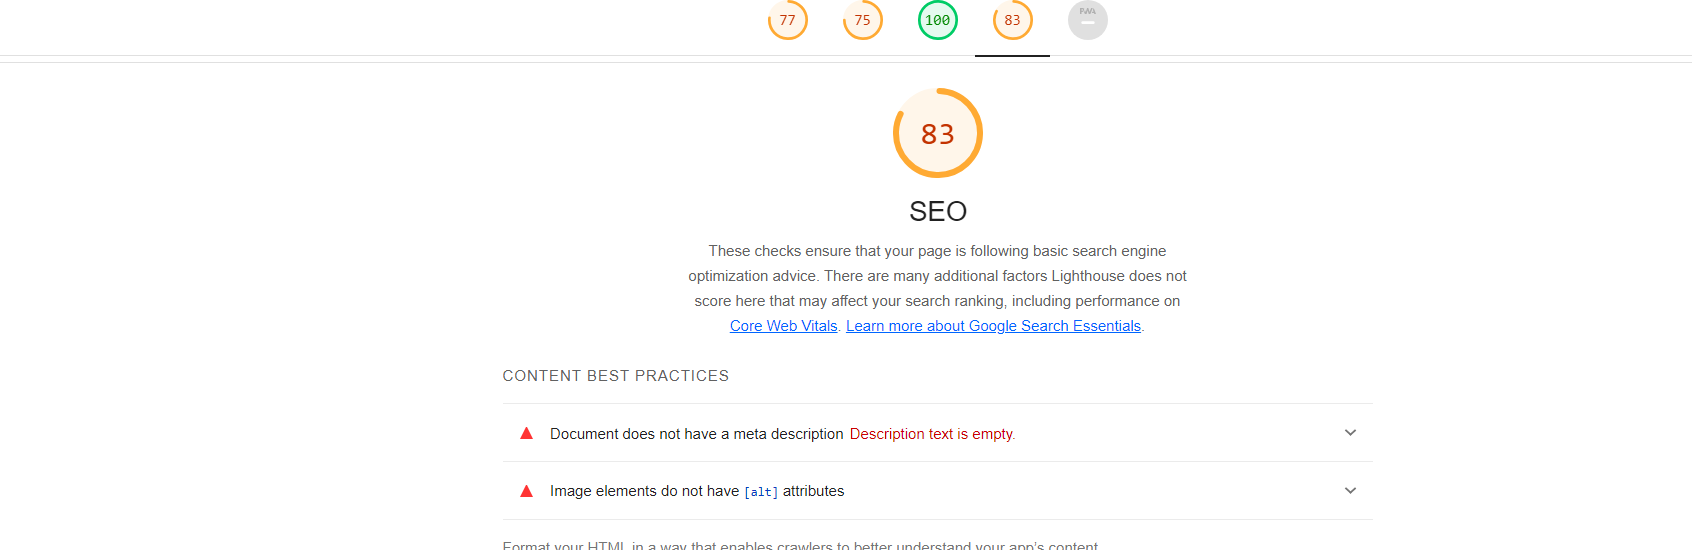 77 75 100 83 PWA
83
SEO
These checks ensure that your page is following basic search engine
optimization advice. There are many additional factors Lighthouse does not
score here that may affect your search ranking, including performance on
Core Web Vitals. Learn more about Google Search Essentials.
CONTENT BEST PRACTICES
Document does not have a meta description Description text is empty.
Image elements do not have [alt] attributes
Format your HTML in a way that enables crawlers to better understand your app's content.